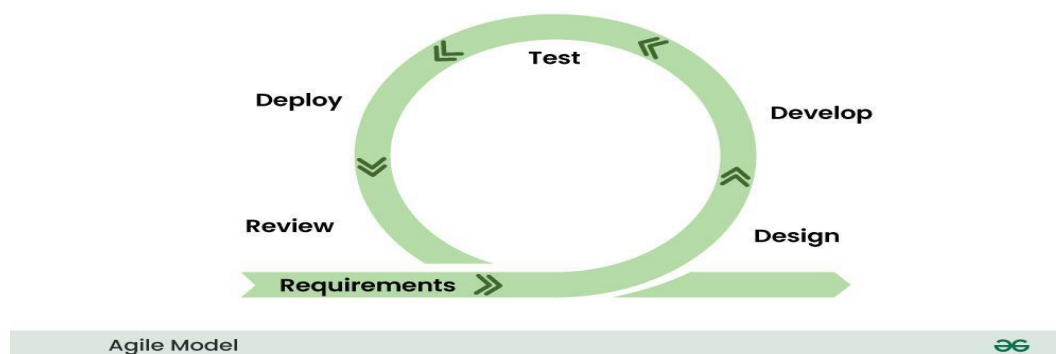 Test
Deploy
Develop
Review
Design
Requirements
Agile Model